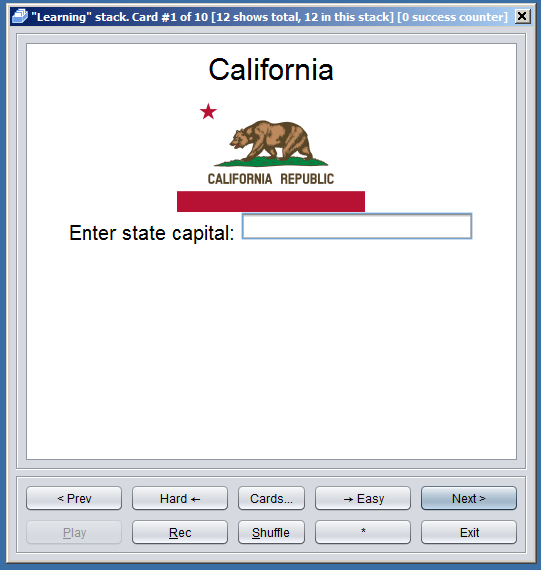 "Learning" stack. Card #1 of 10 [12 shows total, 12 in this stack] [0 success counter]
California
CALIFORNIA REPUBLIC
Enter state capital:
< Prev Hard ← Cards... → Easy Next >
Play Rec Shuffle * Exit